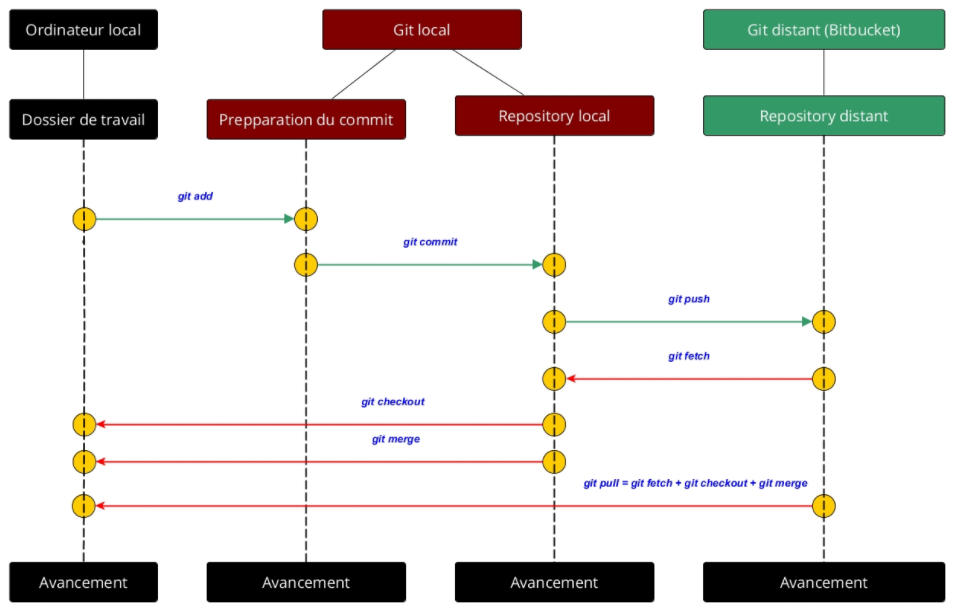 Ordinateur local
Git local
Git distant (Bitbucket)
Dossier de travail
Prepparation du commit
Repository local
Repository distant
git add
git commit
git push
git fetch
git checkout
git merge
git pull = git fetch + git checkout + git merge
Avancement
Avancement
Avancement
Avancement